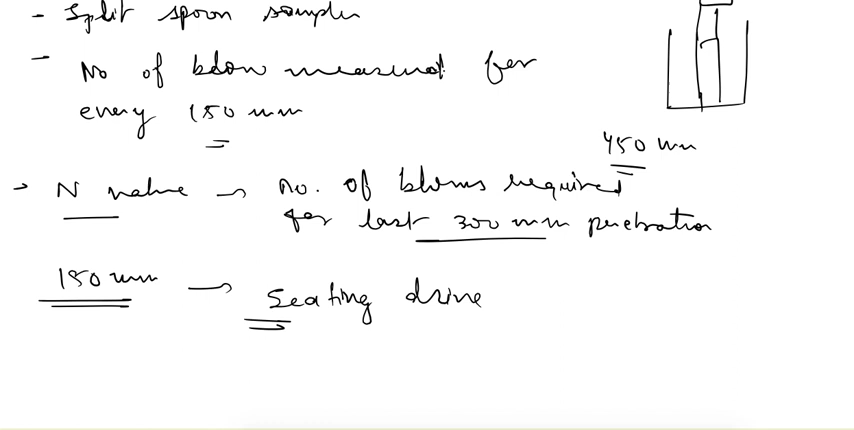 - Split spoon sampler
- No of blow measured for
every 150 mm
450 mm
→ N value → no. of blows required
for last 300 mm penetration
150 mm → Seating drive